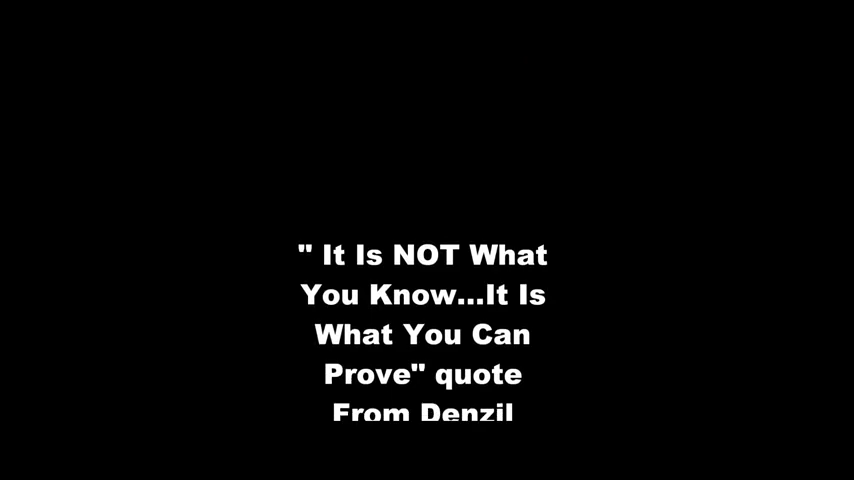 " It Is NOT What
You Know...It Is
What You Can
Prove" quote
From Denzil